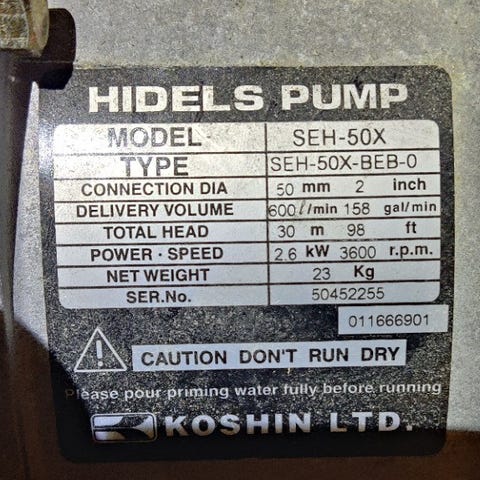 HIDELS PUMP
MODEL SEH-50X
TYPE SEH-50X-BEB-0
CONNECTION DIA 50 mm 2 inch
DELIVERY VOLUME 600ℓ/min 158 gal/min
TOTAL HEAD 30 m 98 ft
POWER · SPEED 2.6 kW 3600 r.p.m.
NET WEIGHT 23 Kg
SER.No. 50452255
011666901
CAUTION DON'T RUN DRY
Please pour priming water fully before running
KOSHIN LTD.